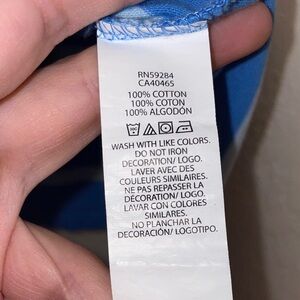 RN59284
CA40465
100% COTTON
100% COTON
100% ALGODÓN
WASH WITH LIKE COLORS.
DO NOT IRON
DECORATION/ LOGO.
LAVER AVEC DES
COULEURS SIMILAIRES.
NE PAS REPASSER LA
DÉCORATION/ LOGO.
LAVAR CON COLORES
SIMILARES.
NO PLANCHAR LA
DECORACIÓN/ LOGOTIPO.